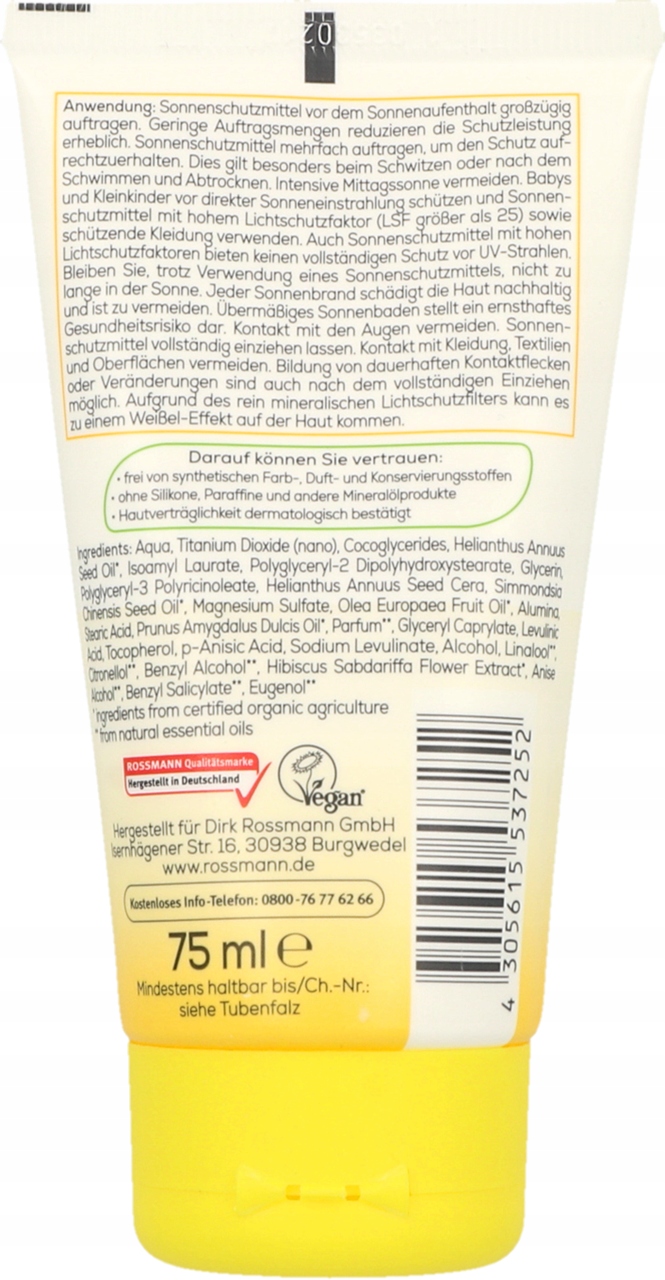 02
Anwendung: Sonnenschutzmittel vor dem Sonnenaufenthalt großzügig
auftragen. Geringe Auftragsmengen reduzieren die Schutzleistung
erheblich. Sonnenschutzmittel mehrfach auftragen, um den Schutz auf-
rechtzuerhalten. Dies gilt besonders beim Schwitzen oder nach dem
Schwimmen und Abtrocknen. Intensive Mittagssonne vermeiden. Babys
und Kleinkinder vor direkter Sonneneinstrahlung schützen und Sonnen-
schutzmittel mit hohem Lichtschutzfaktor (LSF größer als 25) sowie
schützende Kleidung verwenden. Auch Sonnenschutzmittel mit hohen
Lichtschutzfaktoren bieten keinen vollständigen Schutz vor UV-Strahlen.
Bleiben Sie, trotz Verwendung eines Sonnenschutzmittels, nicht zu
lange in der Sonne. Jeder Sonnenbrand schädigt die Haut nachhaltig
und ist zu vermeiden. Übermäßiges Sonnenbaden stellt ein ernsthaftes
Gesundheitsrisiko dar. Kontakt mit den Augen vermeiden. Sonnen-
schutzmittel vollständig einziehen lassen. Kontakt mit Kleidung, Textilien
und Oberflächen vermeiden. Bildung von dauerhaften Kontaktflecken
oder Veränderungen sind auch nach dem vollständigen Einziehen
möglich. Aufgrund des rein mineralischen Lichtschutzfilters kann es
zu einem Weißel-Effekt auf der Haut kommen.
Darauf können Sie vertrauen:
• frei von synthetischen Farb-, Duft- und Konservierungsstoffen
• ohne Silikone, Paraffine und andere Mineralölprodukte
• Hautverträglichkeit dermatologisch bestätigt
Ingredients: Aqua, Titanium Dioxide (nano), Cocoglycerides, Helianthus Annuus
Seed Oil*, Isoamyl Laurate, Polyglyceryl-2 Dipolyhydroxystearate, Glycerin,
Polyglyceryl-3 Polyricinoleate, Helianthus Annuus Seed Cera, Simmondsia
Chinensis Seed Oil*, Magnesium Sulfate, Olea Europaea Fruit Oil*, Alumina,
Stearic Acid, Prunus Amygdalus Dulcis Oil*, Parfum**, Glyceryl Caprylate, Levulinic
Acid, Tocopherol, p-Anisic Acid, Sodium Levulinate, Alcohol, Linalool**,
Citronellol**, Benzyl Alcohol**, Hibiscus Sabdariffa Flower Extract*, Anise
Alcohol**, Benzyl Salicylate**, Eugenol**
*ingredients from certified organic agriculture
*from natural essential oils
ROSSMANN Qualitätsmarke
Hergestellt in Deutschland
Vegan
Hergestellt für Dirk Rossmann GmbH
Isernhägener Str. 16, 30938 Burgwedel
www.rossmann.de
Kostenloses Info-Telefon: 0800-76 77 62 66
75 ml e
Mindestens haltbar bis/Ch.-Nr.:
siehe Tubenfalz
4 305615 537252